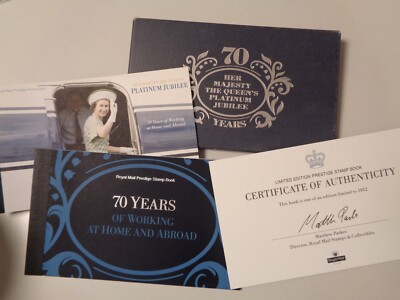 70
HER
MAJESTY
THE QUEEN'S
PLATINUM
JUBILEE
YEARS
PLATINUM JUBILEE
70 Years of Working
at Home and Abroad
Royal Mail Prestige Stamp Book
70 YEARS
OF WORKING
AT HOME AND ABROAD
LIMITED EDITION PRESTIGE STAMP BOOK
CERTIFICATE OF AUTHENTICITY
This book is one of an edition limited to 1952
Matthew Parkes
Director, Royal Mail Stamps & Collectibles